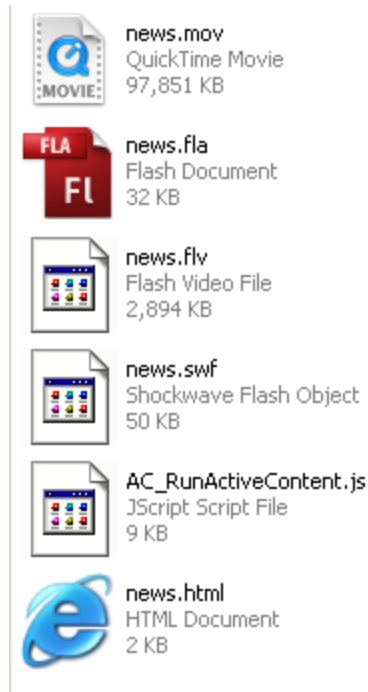 MOVIE
news.mov
QuickTime Movie
97,851 KB
FLA
Fl
news.fla
Flash Document
32 KB
news.flv
Flash Video File
2,894 KB
news.swf
Shockwave Flash Object
50 KB
AC_RunActiveContent.js
JScript Script File
9 KB
news.html
HTML Document
2 KB